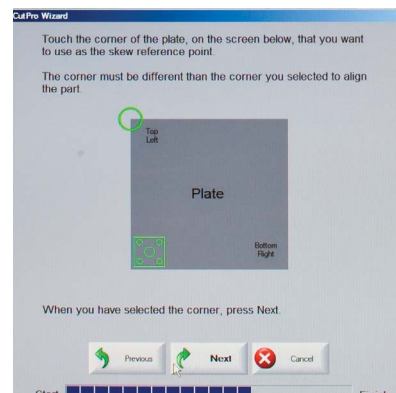 CutPro Wizard
Touch the corner of the plate, on the screen below, that you want
to use as the skew reference point.
The corner must be different than the corner you selected to align
the part.
Top
Left
Plate
Bottom
Right
When you have selected the corner, press Next.
Previous
Next
Cancel
Start
Finish